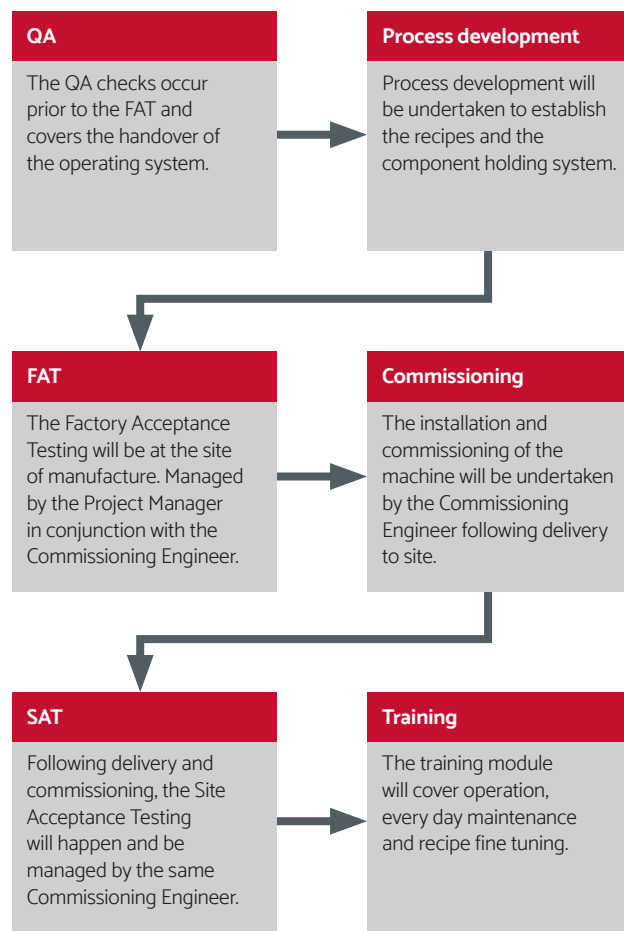 QA
The QA checks occur
prior to the FAT and
covers the handover of
the operating system.
Process development
Process development will
be undertaken to establish
the recipes and the
component holding system.
FAT
The Factory Acceptance
Testing will be at the site
of manufacture. Managed
by the Project Manager
in conjunction with the
Commissioning Engineer.
Commissioning
The installation and
commissioning of the
machine will be undertaken
by the Commissioning
Engineer following delivery
to site.
SAT
Following delivery and
commissioning, the Site
Acceptance Testing
will happen and be
managed by the same
Commissioning Engineer.
Training
The training module
will cover operation,
every day maintenance
and recipe fine tuning.